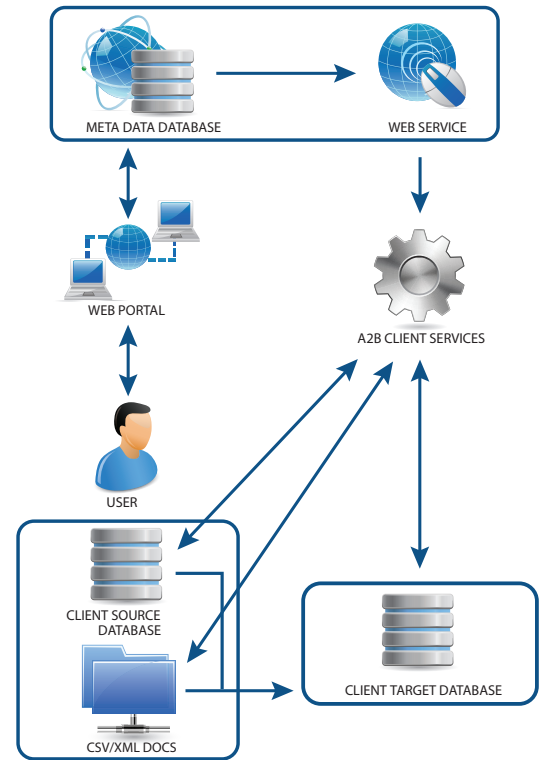 META DATA DATABASE
WEB SERVICE
WEB PORTAL
A2B CLIENT SERVICES
USER
CLIENT SOURCE
DATABASE
CLIENT TARGET DATABASE
CSV/XML DOCS